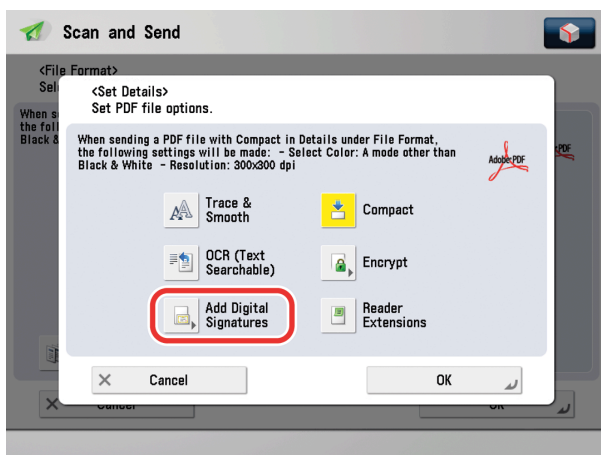 Scan and Send
<File Format>
Sel
<Set Details>
Set PDF file options.
When s
the foll
Black &
When sending a PDF file with Compact in Details under File Format,
the following settings will be made: - Select Color: A mode other than
Black & White - Resolution: 300x300 dpi
Adobe PDF
PDF
Trace &
Smooth
Compact
OCR (Text
Searchable)
Encrypt
Add Digital
Signatures
Reader
Extensions
Cancel
OK
Cancel
OK